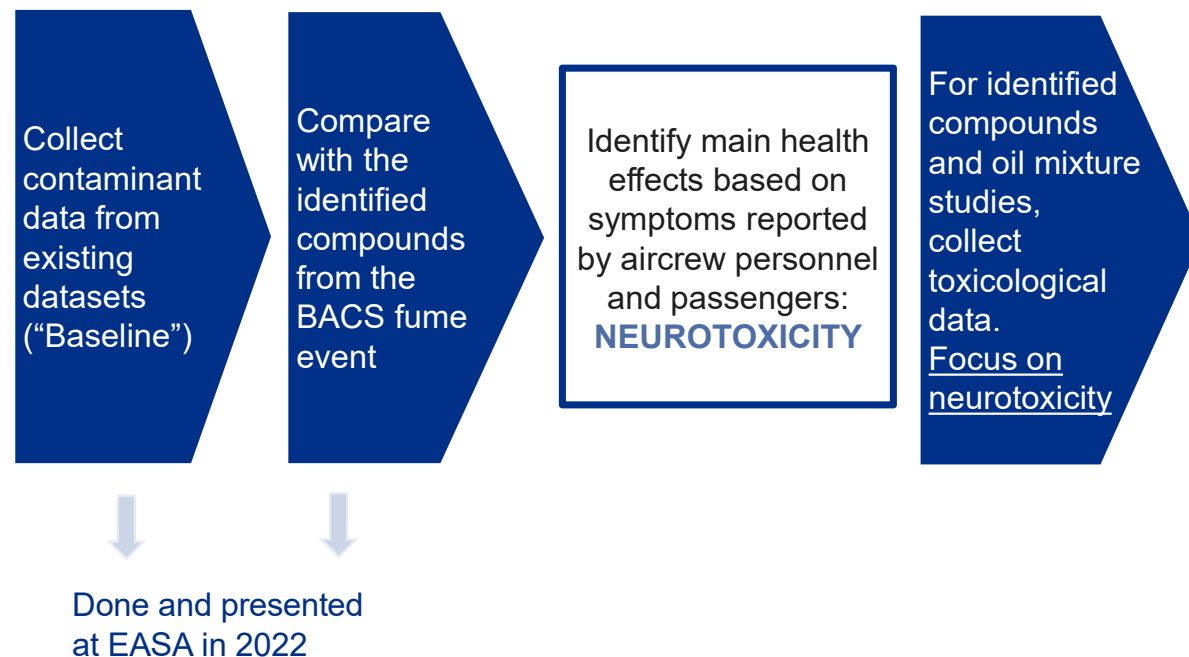 Collect
contaminant
data from
existing
datasets
(“Baseline”)
Compare
with the
identified
compounds
from the
BACS fume
event
Identify main health
effects based on
symptoms reported
by aircrew personnel
and passengers:
NEUROTOXICITY
For identified
compounds
and oil mixture
studies,
collect
toxicological
data.
Focus on
neurotoxicity
Done and presented
at EASA in 2022